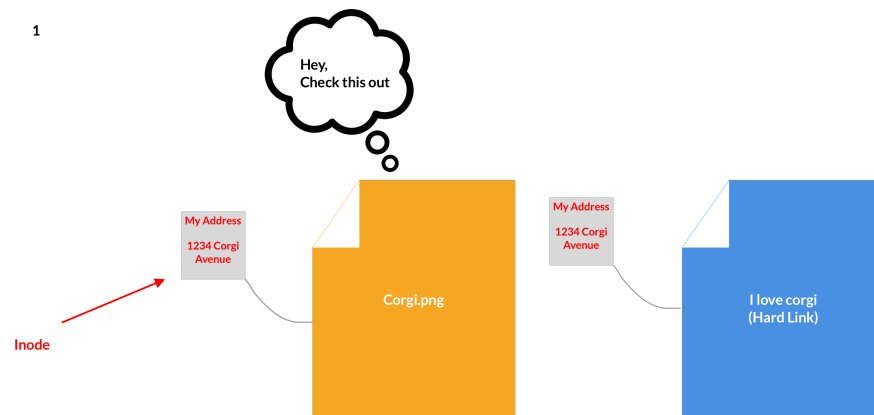 1
Hey,
Check this out
My Address
1234 Corgi
Avenue
Inode
Corgi.png
My Address
1234 Corgi
Avenue
I love corgi
(Hard Link)